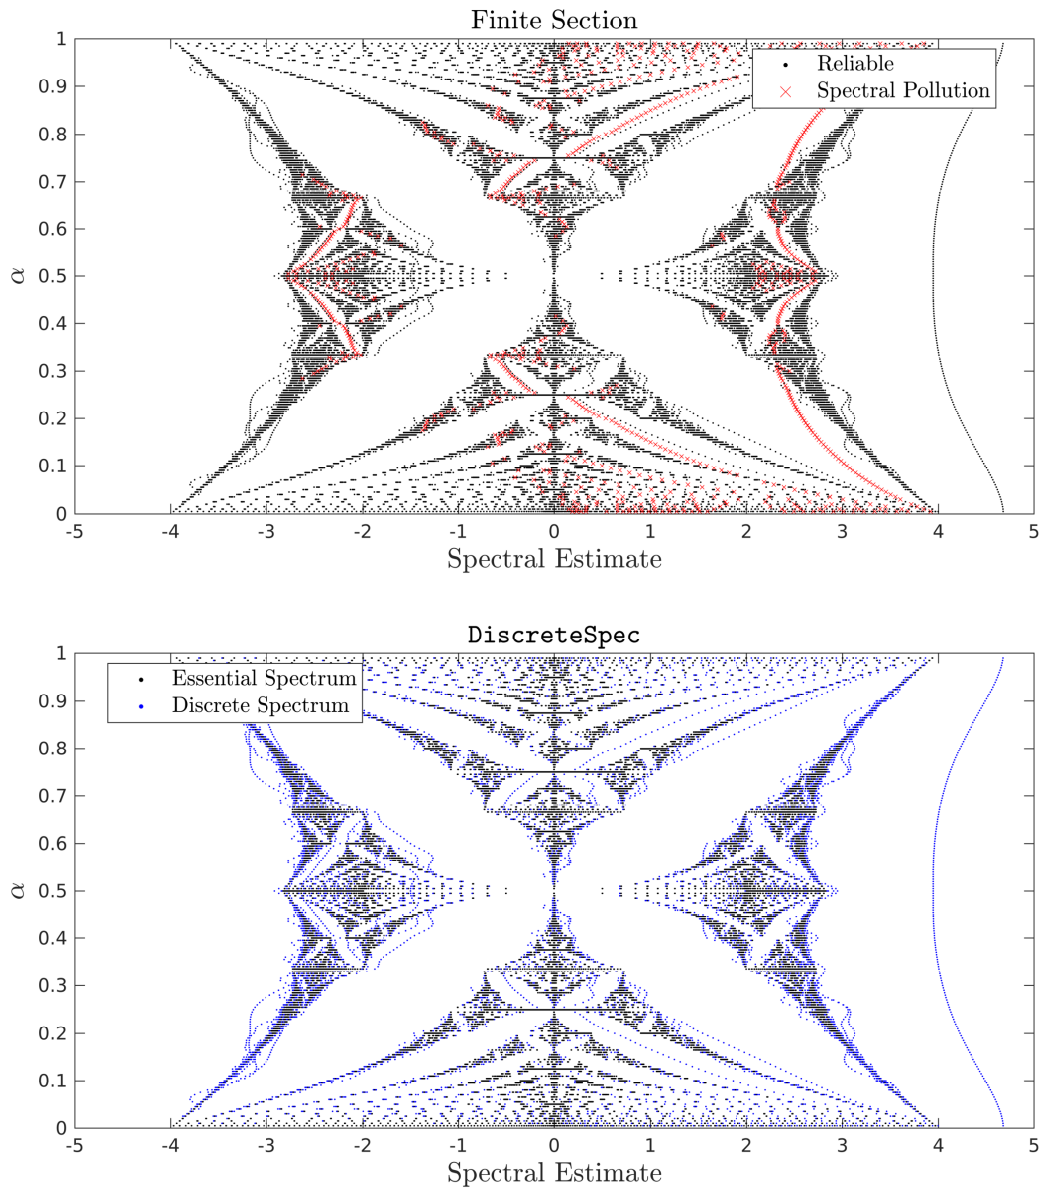 Finite Section
Reliable
Spectral Pollution
1
0.9
0.8
0.7
0.6
0.5
0.4
0.3
0.2
0.1
0
α
-5 -4 -3 -2 -1 0 1 2 3 4 5
Spectral Estimate
DiscreteSpec
Essential Spectrum
Discrete Spectrum
1
0.9
0.8
0.7
0.6
0.5
0.4
0.3
0.2
0.1
0
α
-5 -4 -3 -2 -1 0 1 2 3 4 5
Spectral Estimate